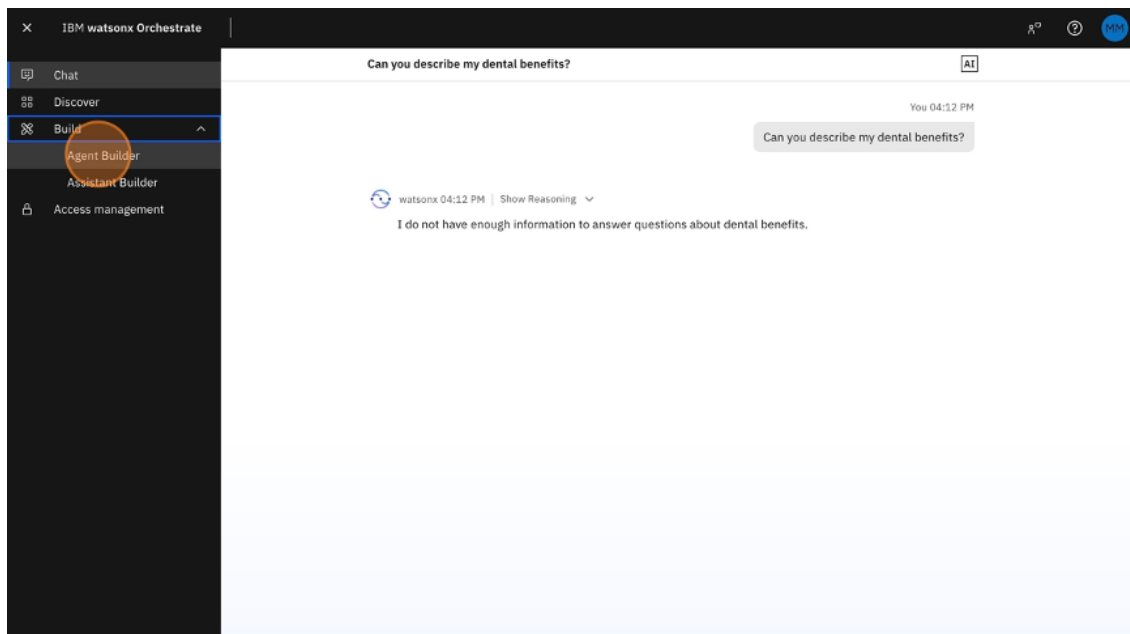 IBM watsonx Orchestrate
MM
Chat
Discover
Build
Agent Builder
Assistant Builder
Access management
Can you describe my dental benefits?
AI
You 04:12 PM
Can you describe my dental benefits?
watsonx 04:12 PM | Show Reasoning
I do not have enough information to answer questions about dental benefits.